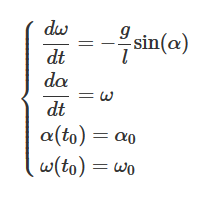 dω/dt = −g/l sin(α)
dα/dt = ω
α(t₀) = α₀
ω(t₀) = ω₀